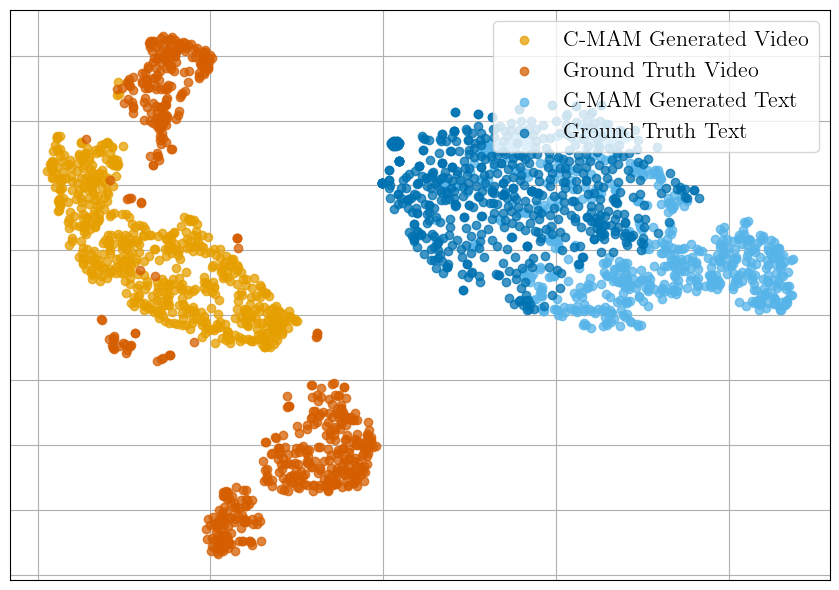 C-MAM Generated Video
Ground Truth Video
C-MAM Generated Text
Ground Truth Text